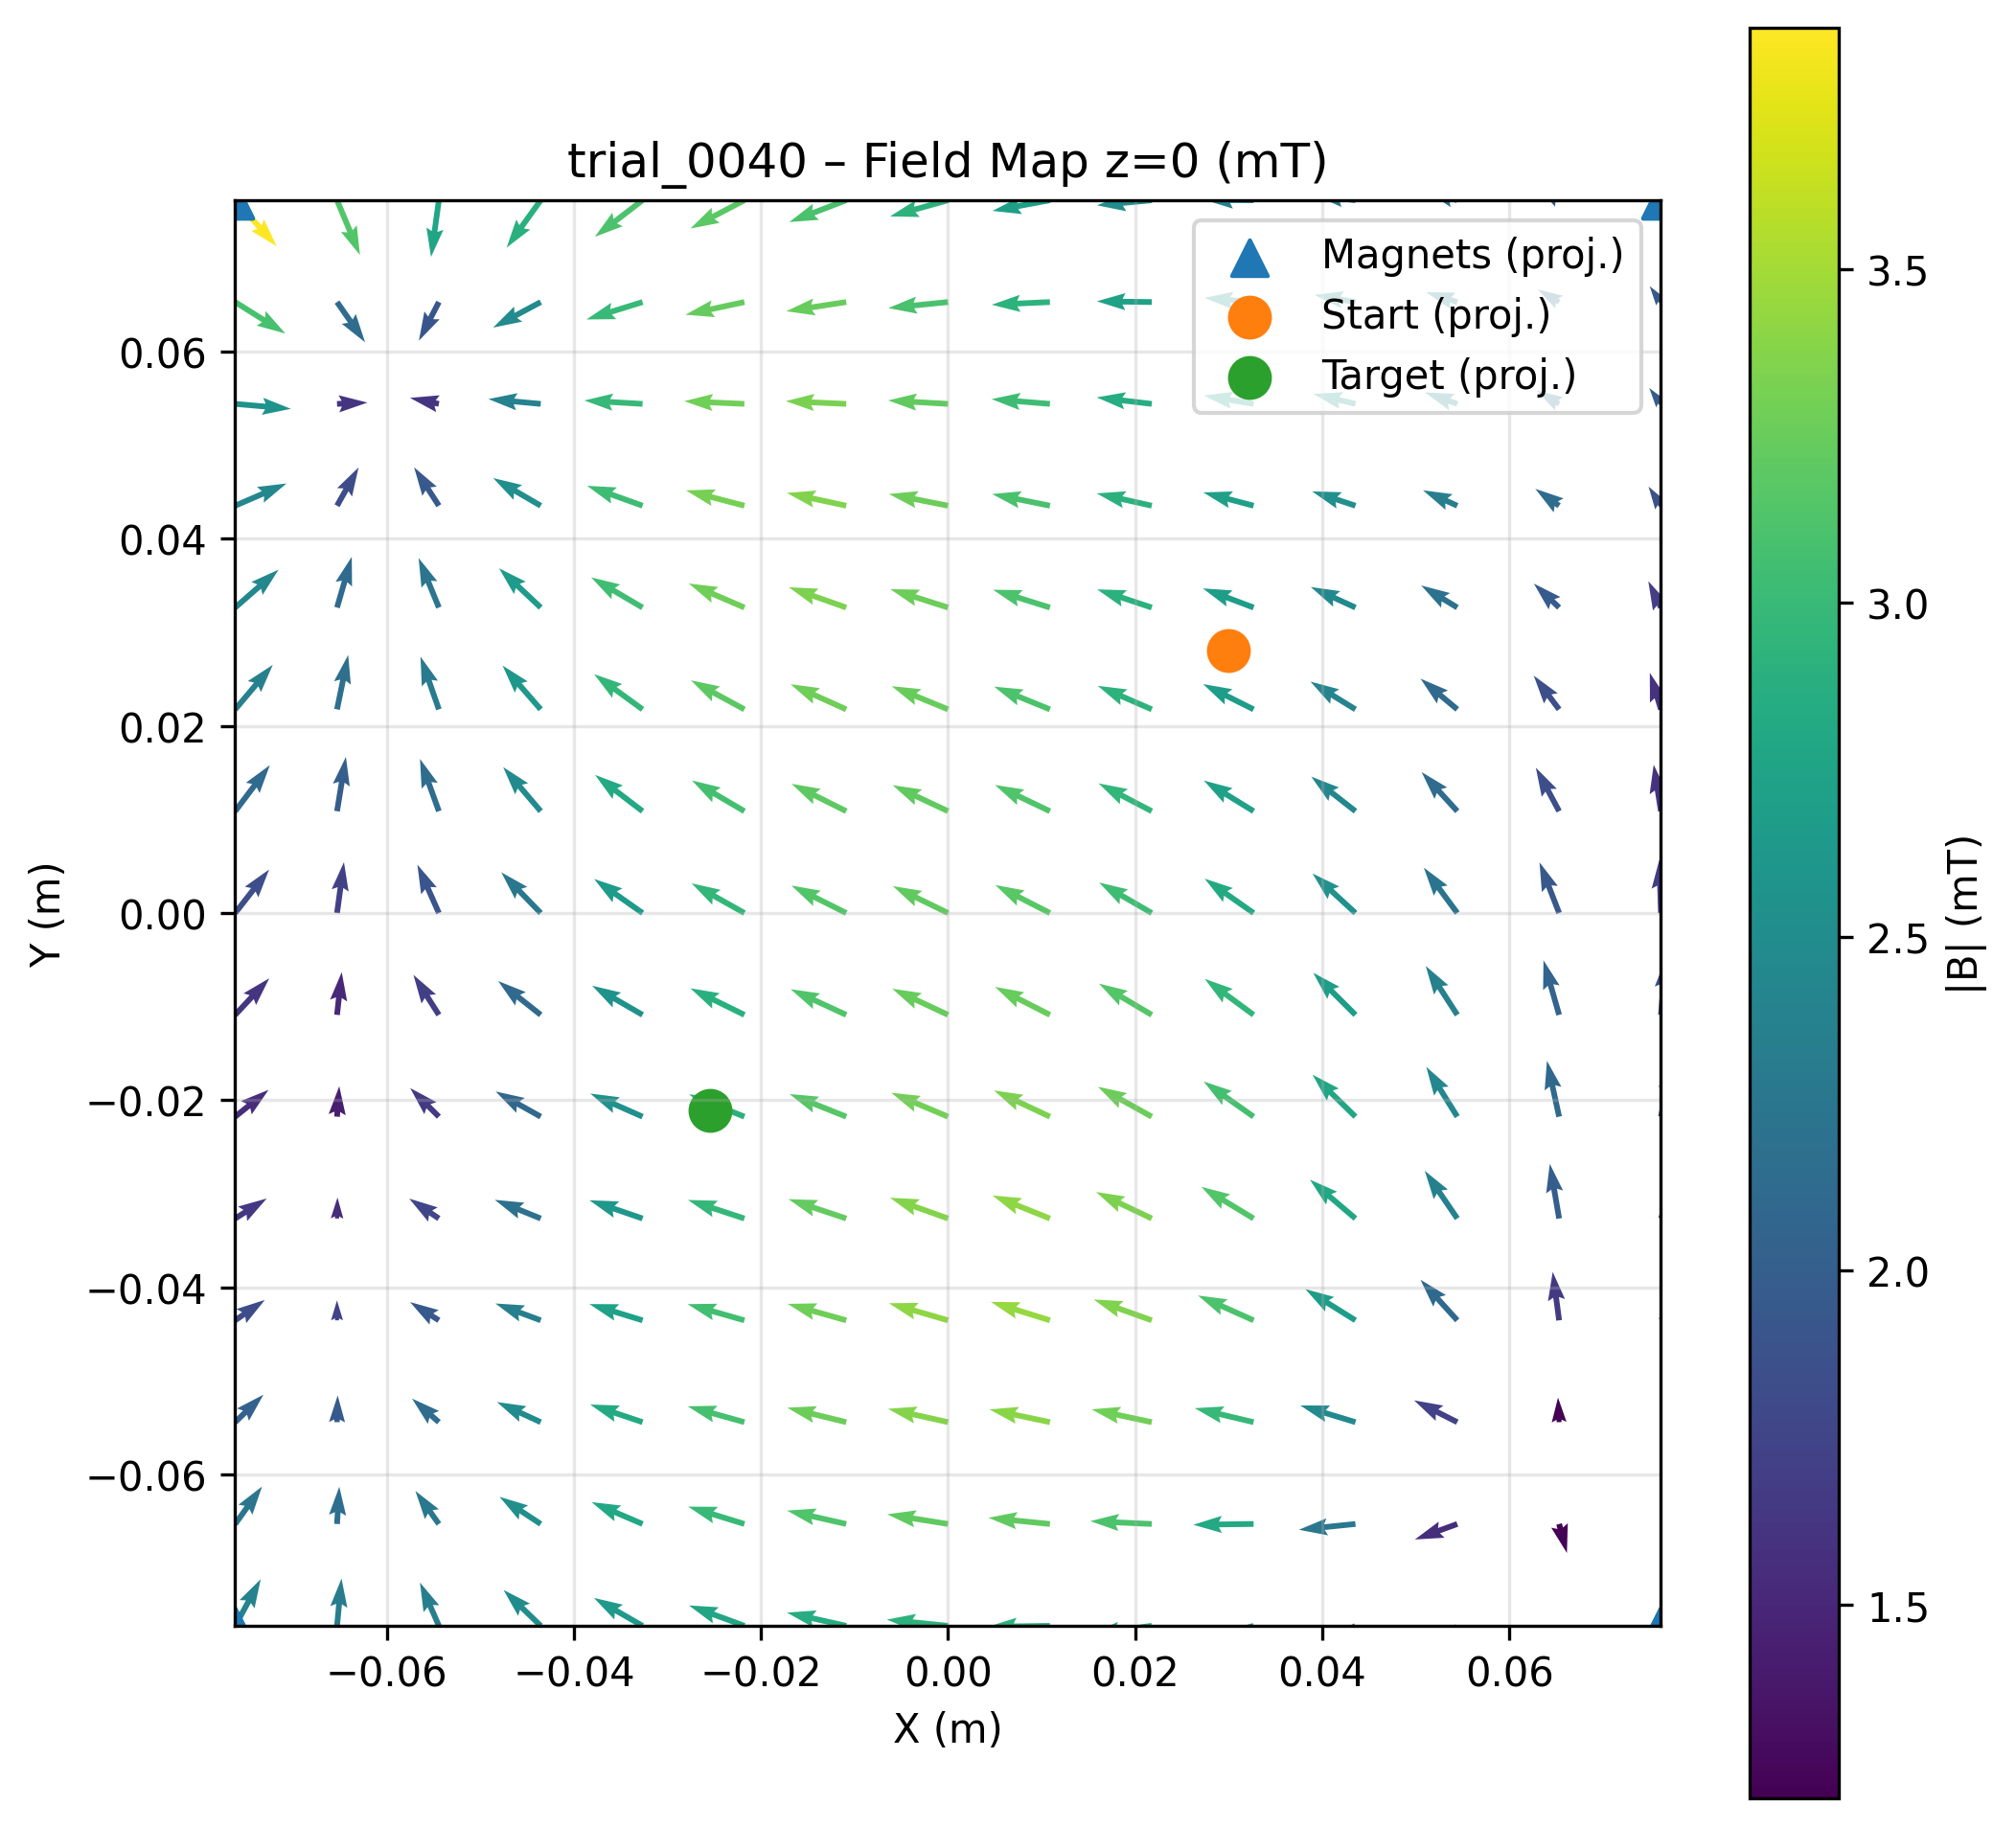 trial_0040 – Field Map z=0 (mT)
Magnets (proj.)
Start (proj.)
Target (proj.)
0.06
0.04
0.02
0.00
−0.02
−0.04
−0.06
Y (m)
−0.06 −0.04 −0.02 0.00 0.02 0.04 0.06
X (m)
3.5
3.0
2.5
2.0
1.5
|B| (mT)